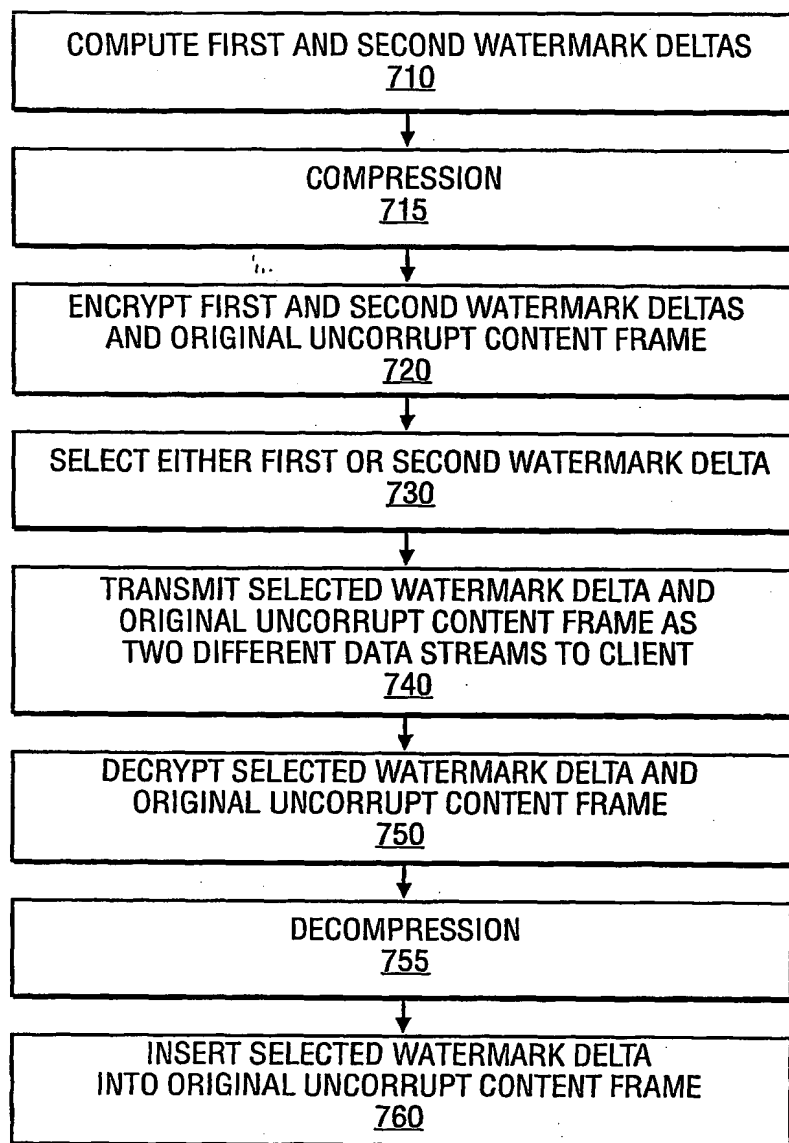 COMPUTE FIRST AND SECOND WATERMARK DELTAS
710
COMPRESSION
715
ENCRYPT FIRST AND SECOND WATERMARK DELTAS
AND ORIGINAL UNCORRUPT CONTENT FRAME
720
SELECT EITHER FIRST OR SECOND WATERMARK DELTA
730
TRANSMIT SELECTED WATERMARK DELTA AND
ORIGINAL UNCORRUPT CONTENT FRAME AS
TWO DIFFERENT DATA STREAMS TO CLIENT
740
DECRYPT SELECTED WATERMARK DELTA AND
ORIGINAL UNCORRUPT CONTENT FRAME
750
DECOMPRESSION
755
INSERT SELECTED WATERMARK DELTA
INTO ORIGINAL UNCORRUPT CONTENT FRAME
760